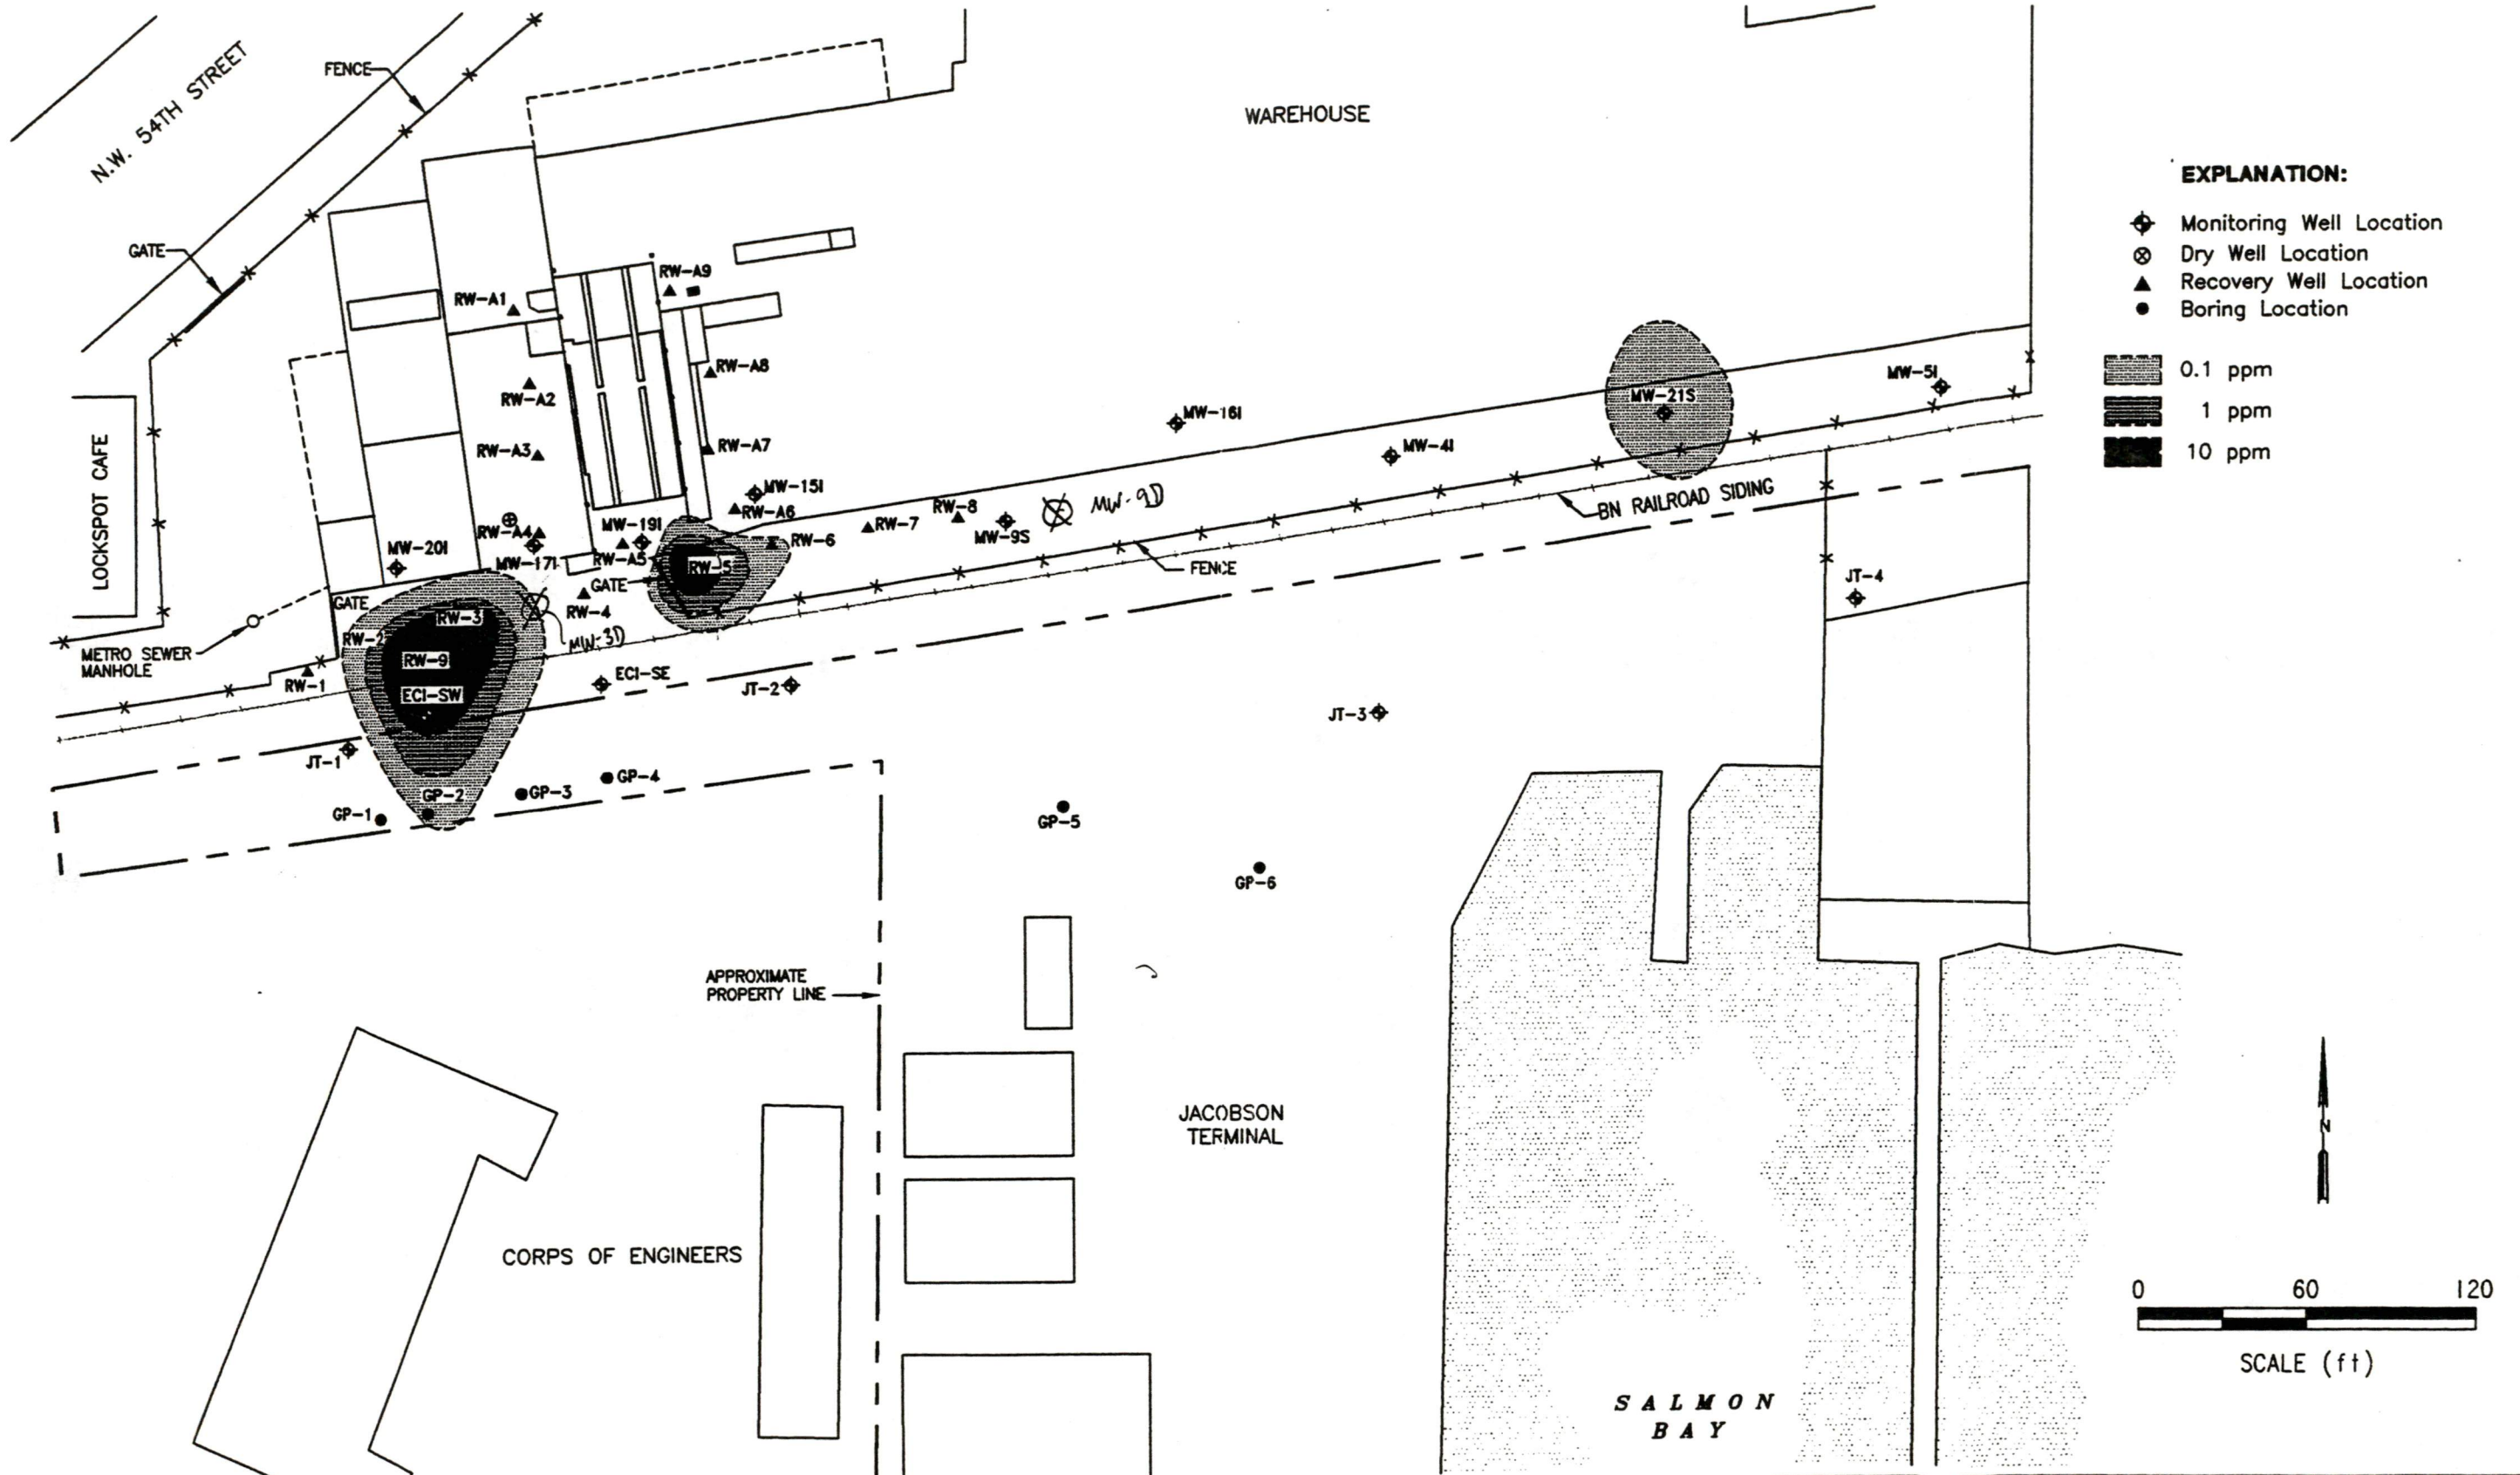 N.W. 54TH STREET
FENCE
GATE
LOCKSPOT CAFE
METRO SEWER
MANHOLE
WAREHOUSE
EXPLANATION:
Monitoring Well Location
Dry Well Location
Recovery Well Location
Boring Location
0.1 ppm
1 ppm
10 ppm
RW-A9
RW-A1
RW-A8
RW-A2
RW-A7
RW-A3
MW-15I
RW-A6
RW-A4
MW-19I
MW-17I
RW-A5
MW-20I
GATE
GATE
RW-5
RW-6
RW-7
RW-8
MW-9S
MW-9D
MW-16I
MW-4I
MW-21S
MW-5I
BN RAILROAD SIDING
FENCE
JT-4
RW-4
MW-3D
RW-3
RW-2
RW-9
ECI-SW
RW-1
ECI-SE
JT-2
JT-3
JT-1
GP-4
GP-3
GP-2
GP-1
GP-5
GP-6
APPROXIMATE
PROPERTY LINE
JACOBSON
TERMINAL
CORPS OF ENGINEERS
SALMON
BAY
N
0 60 120
SCALE (ft)